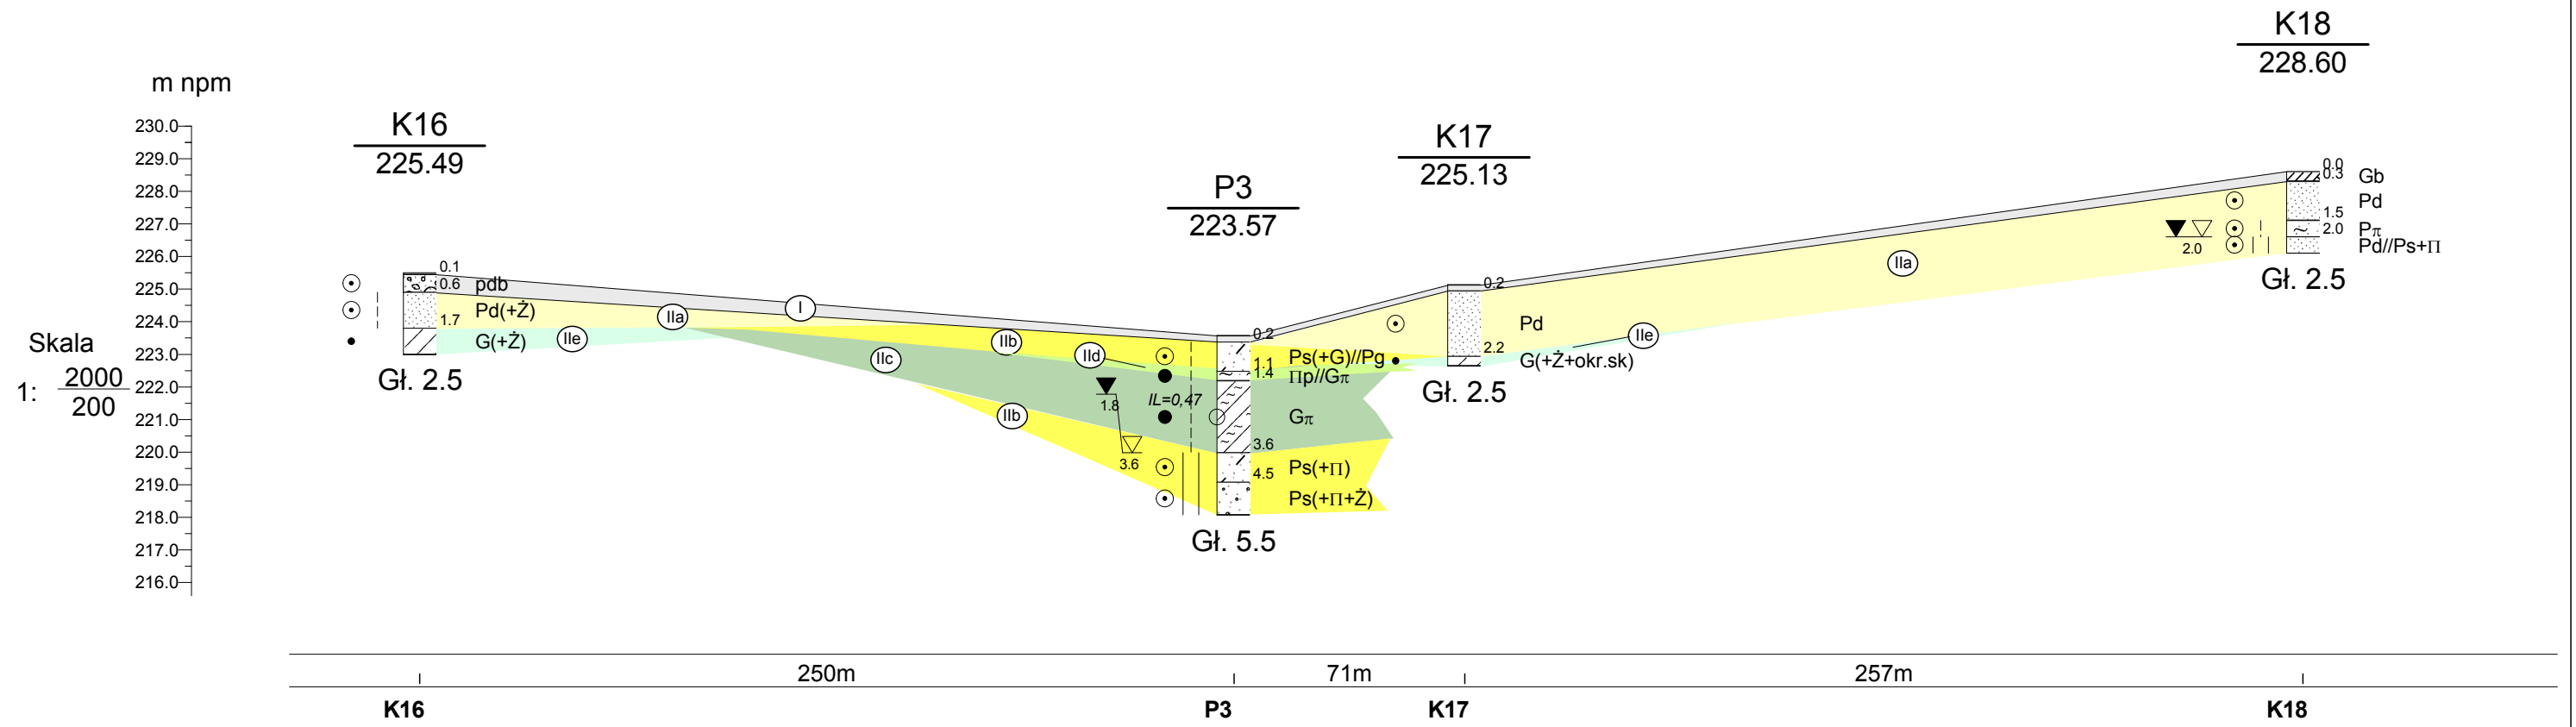 K18
228.60
m npm
K16
225.49
K17
225.13
P3
223.57
230.0
229.0
228.0
227.0
226.0
225.0
224.0
223.0
222.0
221.0
220.0
219.0
218.0
217.0
216.0
Skala
1: 2000
200
0.1
0.6 pdb
Pd(+Ż)
1.7
G(+Ż)
Gł. 2.5
I
IIa
IIe
IIb
IIc
IId
IIb
1.8
3.6
IL=0,47
0.2
1.1 Ps(+G)//Pg
1.4 Πp//Gπ
Gπ
3.6
Ps(+Π)
4.5
Ps(+Π+Ż)
Gł. 5.5
0.2
Pd
2.2
G(+Ż+okr.sk)
Gł. 2.5
IIa
IIe
2.0
0.0
0.3 Gb
Pd
1.5
2.0 Pπ
Pd//Ps+Π
Gł. 2.5
250m 71m 257m
K16 P3 K17 K18